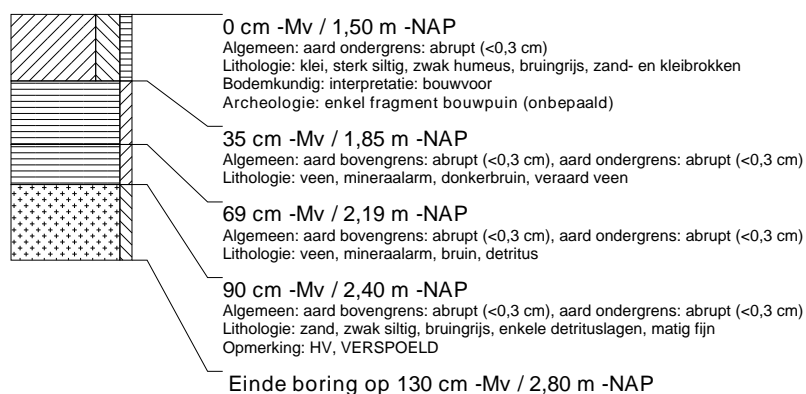 0 cm -Mv / 1,50 m -NAP
Algemeen: aard ondergrens: abrupt (<0,3 cm)
Lithologie: klei, sterk siltig, zwak humeus, bruingrijs, zand- en kleibrokken
Bodemkundig: interpretatie: bouwvoor
Archeologie: enkel fragment bouwpuin (onbepaald)
35 cm -Mv / 1,85 m -NAP
Algemeen: aard bovengrens: abrupt (<0,3 cm), aard ondergrens: abrupt (<0,3 cm)
Lithologie: veen, mineraalarm, donkerbruin, veraard veen
69 cm -Mv / 2,19 m -NAP
Algemeen: aard bovengrens: abrupt (<0,3 cm), aard ondergrens: abrupt (<0,3 cm)
Lithologie: veen, mineraalarm, bruin, detritus
90 cm -Mv / 2,40 m -NAP
Algemeen: aard bovengrens: abrupt (<0,3 cm), aard ondergrens: abrupt (<0,3 cm)
Lithologie: zand, zwak siltig, bruingrijs, enkele detrituslagen, matig fijn
Opmerking: HV, VERSPOELD
Einde boring op 130 cm -Mv / 2,80 m -NAP